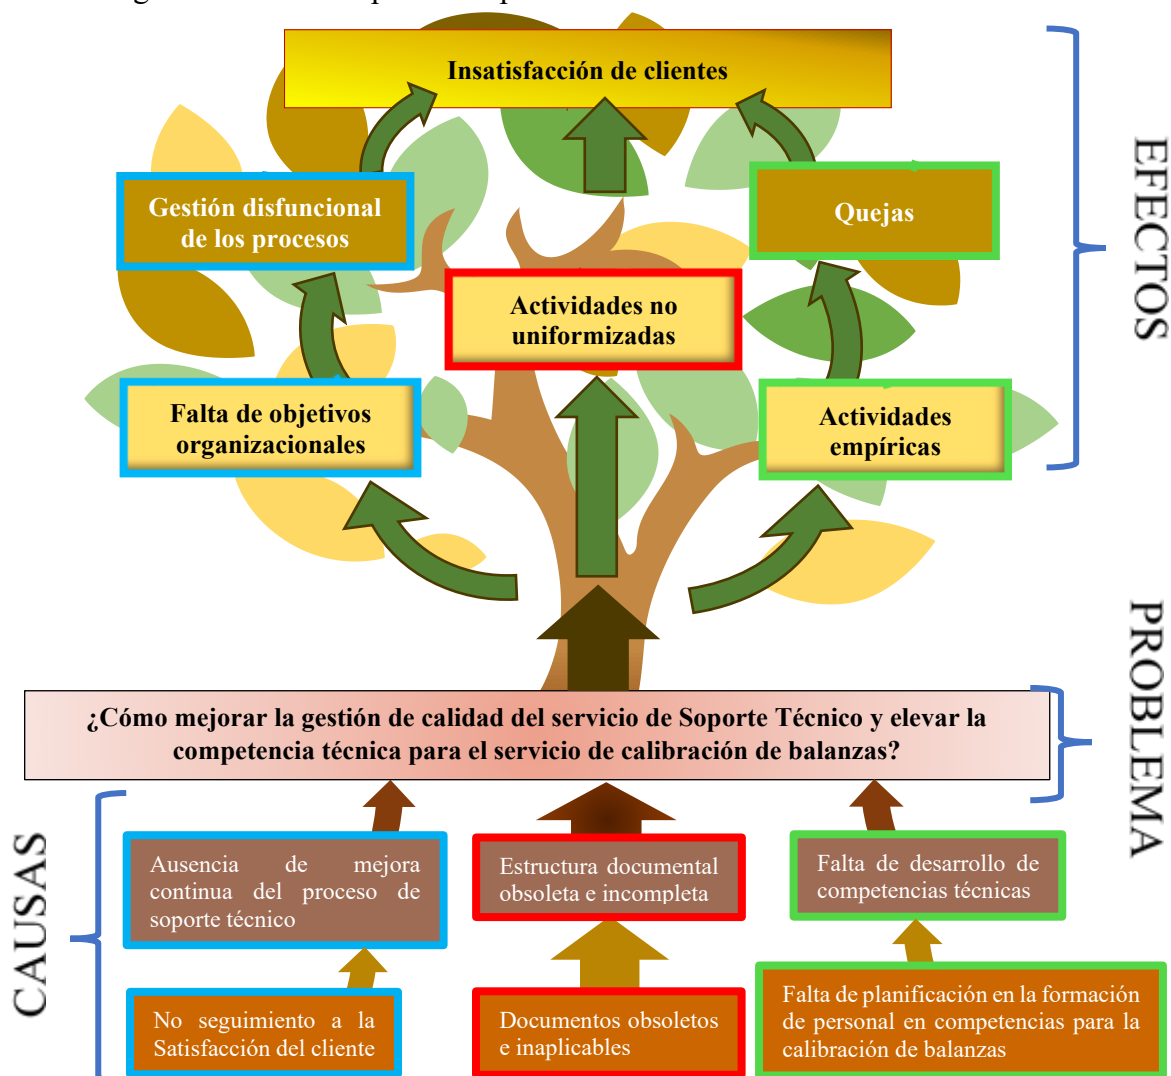 Insatisfacción de clientes
EFECTOS
Gestión disfuncional
de los procesos
Quejas
Actividades no
uniformizadas
Falta de objetivos
organizacionales
Actividades
empíricas
PROBLEMA
¿Cómo mejorar la gestión de calidad del servicio de Soporte Técnico y elevar la
competencia técnica para el servicio de calibración de balanzas?
CAUSAS
Ausencia de mejora
continua del proceso de
soporte técnico
Estructura documental
obsoleta e incompleta
Falta de desarrollo de
competencias técnicas
No seguimiento a la
Satisfacción del cliente
Documentos obsoletos
e inaplicables
Falta de planificación en la formación
de personal en competencias para la
calibración de balanzas